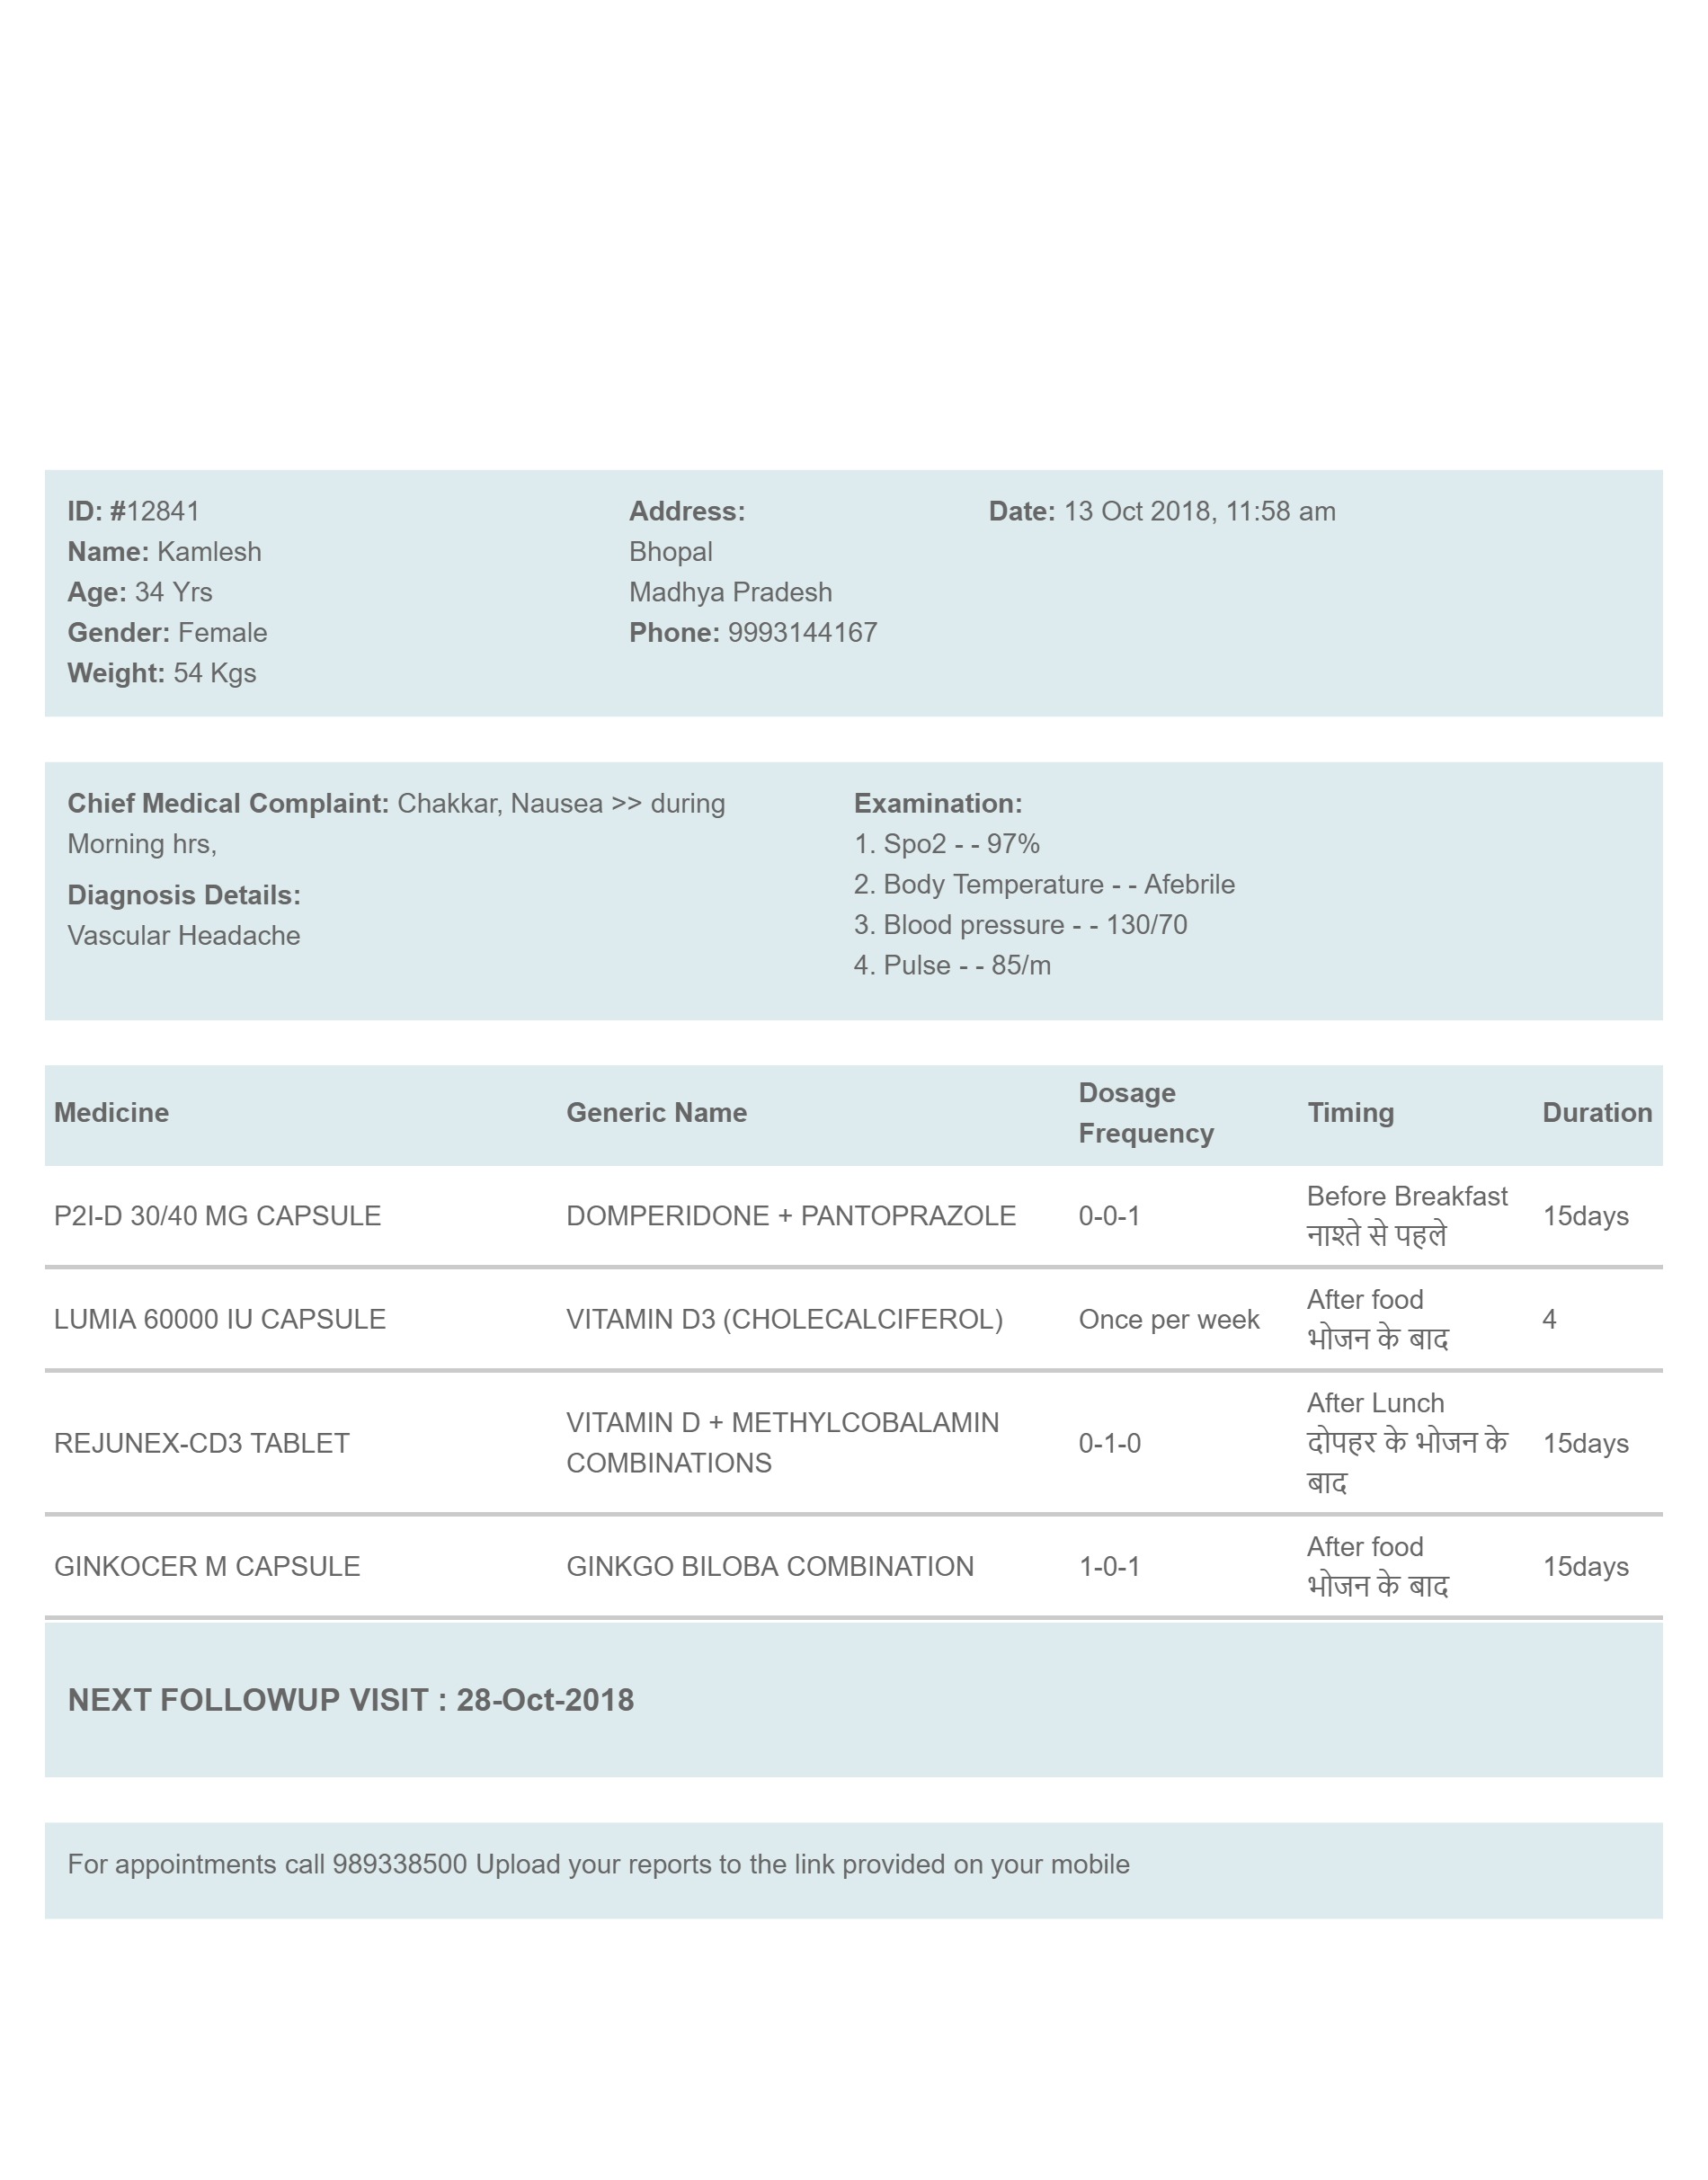 ID: #12841
Name: Kamlesh
Age: 34 Yrs
Gender: Female
Weight: 54 Kgs
Address:
Bhopal
Madhya Pradesh
Phone: 9993144167
Date: 13 Oct 2018, 11:58 am
Chief Medical Complaint: Chakkar, Nausea >> during
Morning hrs,
Diagnosis Details:
Vascular Headache
Examination:
1. Spo2 - - 97%
2. Body Temperature - - Afebrile
3. Blood pressure - - 130/70
4. Pulse - - 85/m
Medicine Generic Name Dosage Frequency Timing Duration
P2I-D 30/40 MG CAPSULE DOMPERIDONE + PANTOPRAZOLE 0-0-1 Before Breakfast 15days
नाश्ते से पहले
LUMIA 60000 IU CAPSULE VITAMIN D3 (CHOLECALCIFEROL) Once per week After food 4
भोजन के बाद
REJUNEX-CD3 TABLET VITAMIN D + METHYLCOBALAMIN COMBINATIONS 0-1-0 After Lunch 15days
दोपहर के भोजन के
बाद
GINKOCER M CAPSULE GINKGO BILOBA COMBINATION 1-0-1 After food 15days
भोजन के बाद
NEXT FOLLOWUP VISIT : 28-Oct-2018
For appointments call 989338500 Upload your reports to the link provided on your mobile